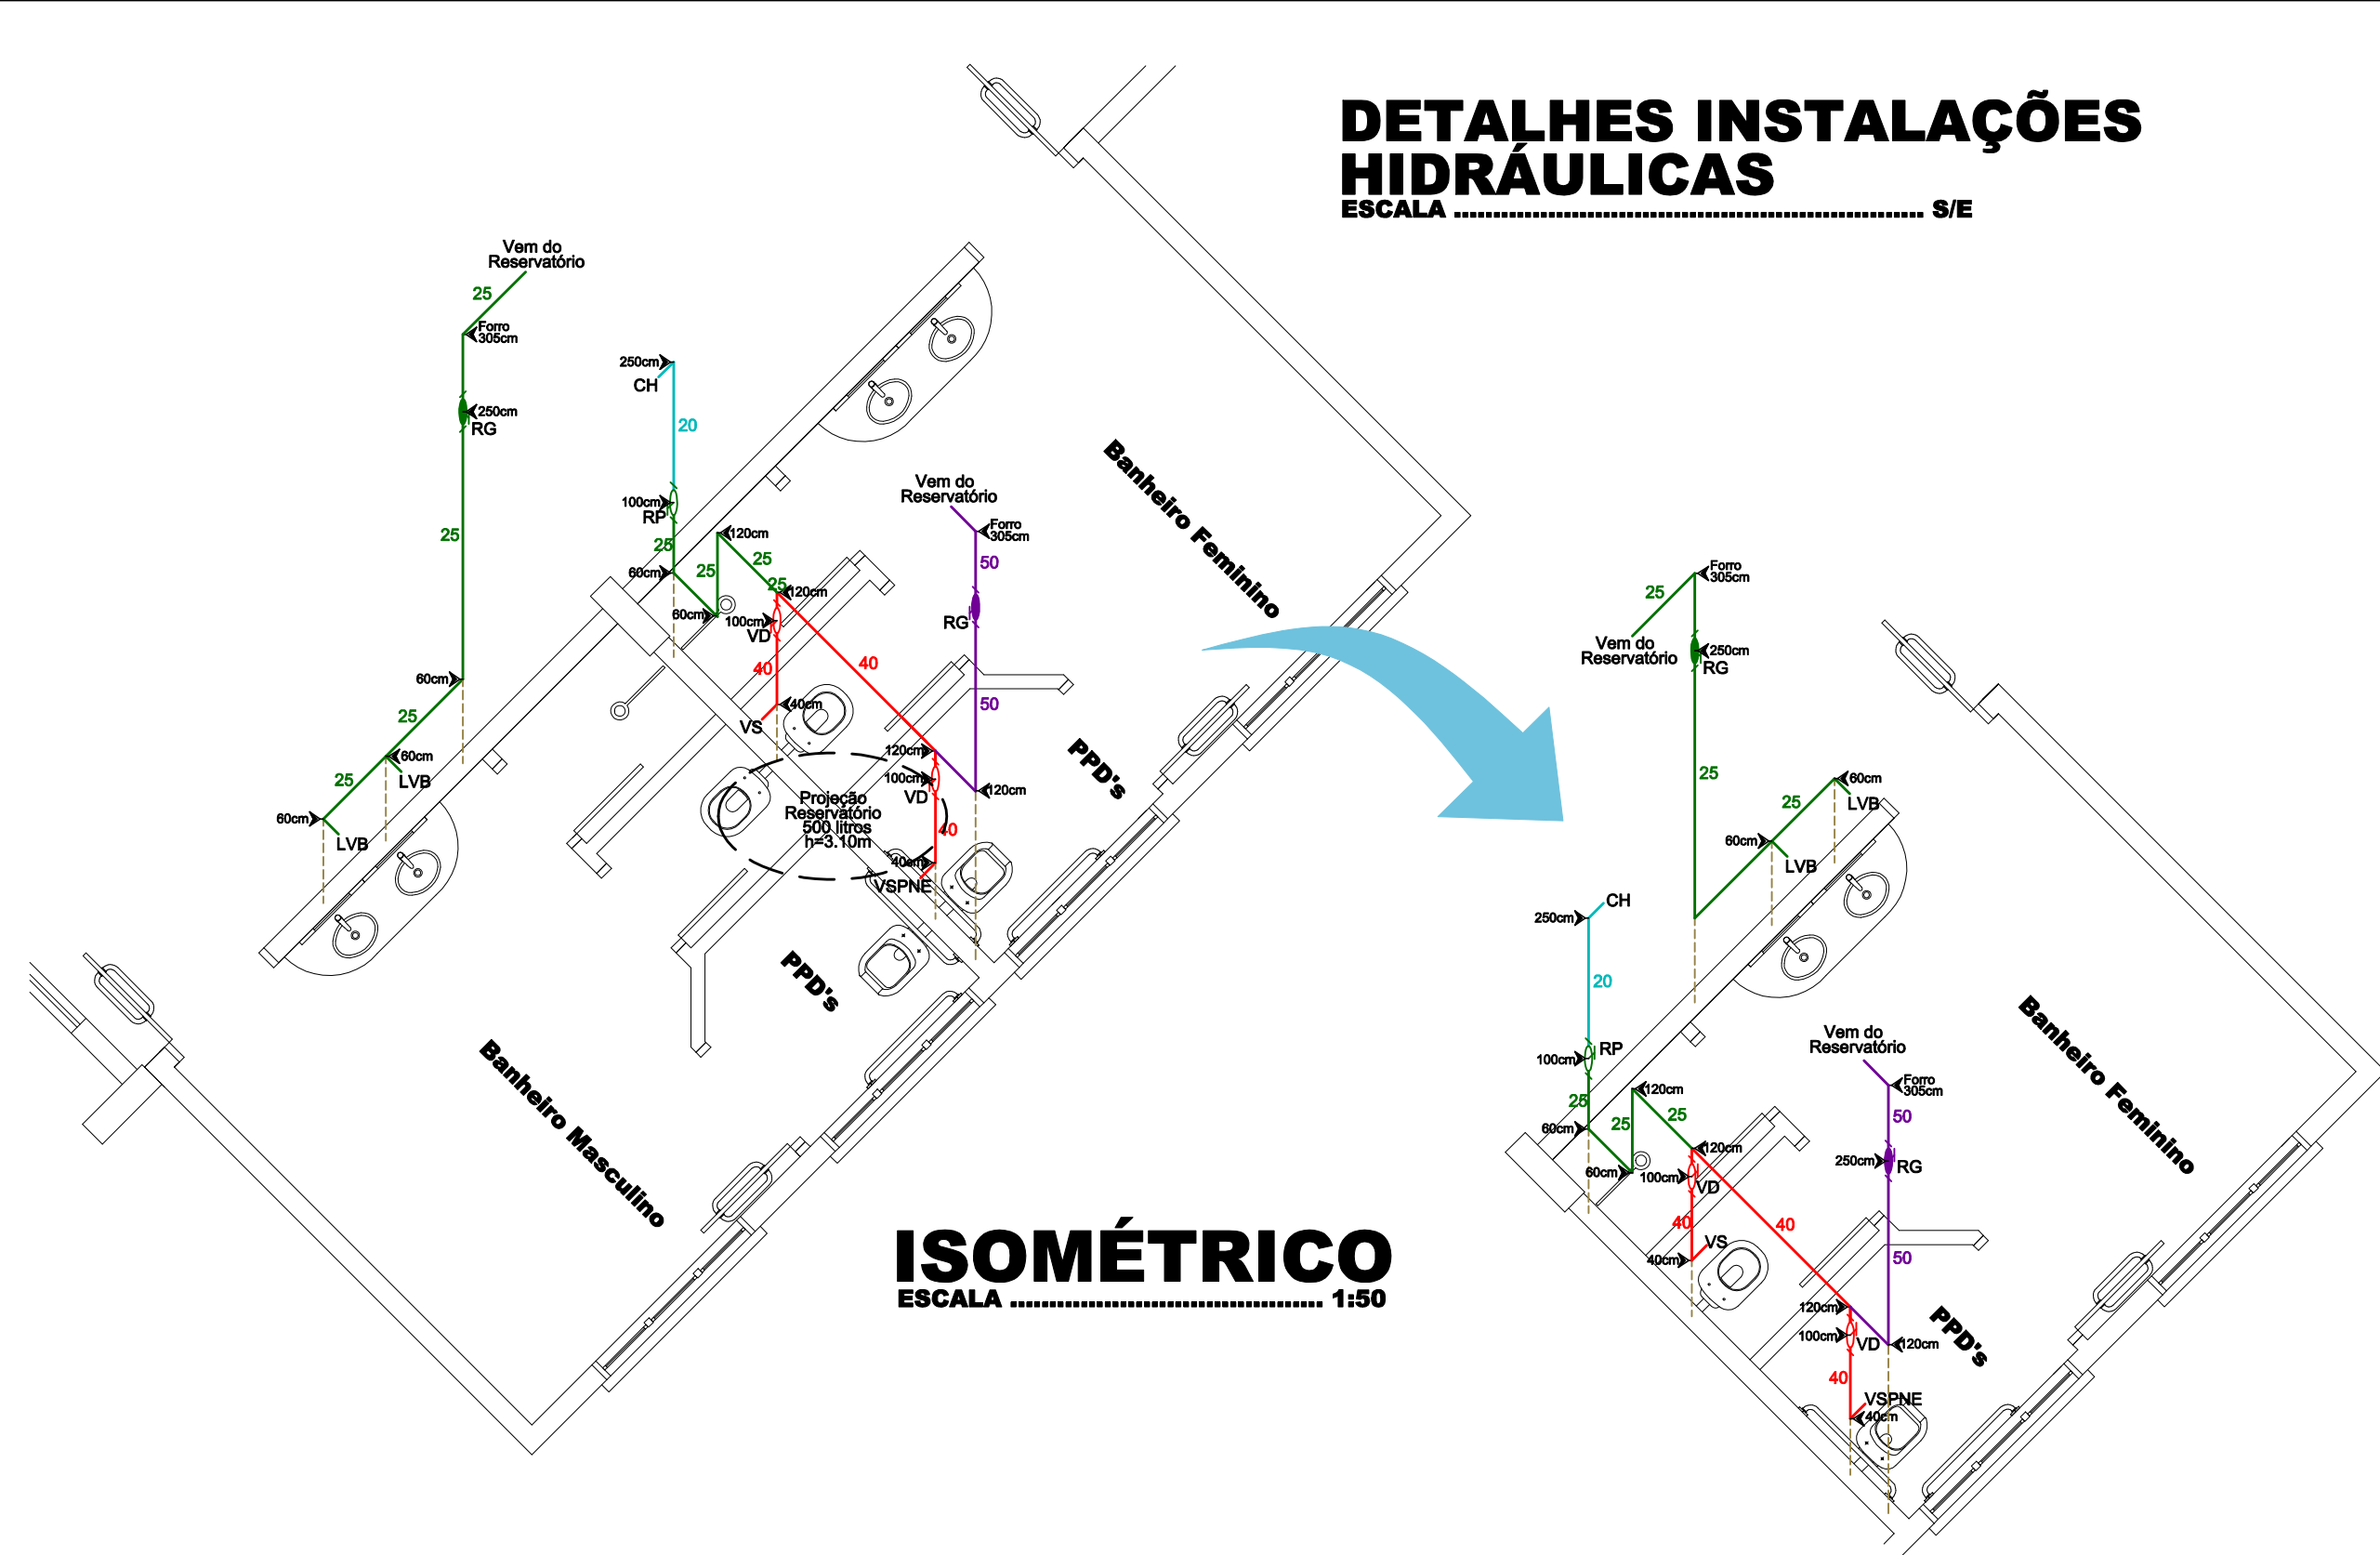 DETALHES INSTALAÇÕES
HIDRÁULICAS
ESCALA ............................................................ S/E
Vem do
Reservatório
25
Forro
305cm
250cm
RG
25
60cm
25
60cm
LVB
25
60cm
LVB
250cm
CH
20
100cm
RP
25
60cm
120cm
25
25
60cm
25
120cm
100cm
VD
40
40
40cm
VS
Vem do
Reservatório
Forro
305cm
50
RG
50
120cm
100cm
VD
120cm
40
40cm
VSPNE
Projeção
Reservatório
500 litros
h=3.10m
Banheiro Feminino
PPD's
PPD's
Banheiro Masculino
ISOMÉTRICO
ESCALA ........................................ 1:50
Forro
305cm
25
Vem do
Reservatório
250cm
RG
25
60cm
LVB
25
60cm
LVB
CH
250cm
20
RP
100cm
25
60cm
120cm
25
25
60cm
120cm
100cm
VD
40
40
VS
40cm
Vem do
Reservatório
Forro
305cm
50
250cm
RG
50
120cm
100cm
VD
120cm
40
VSPNE
40cm
Banheiro Feminino
PPD's